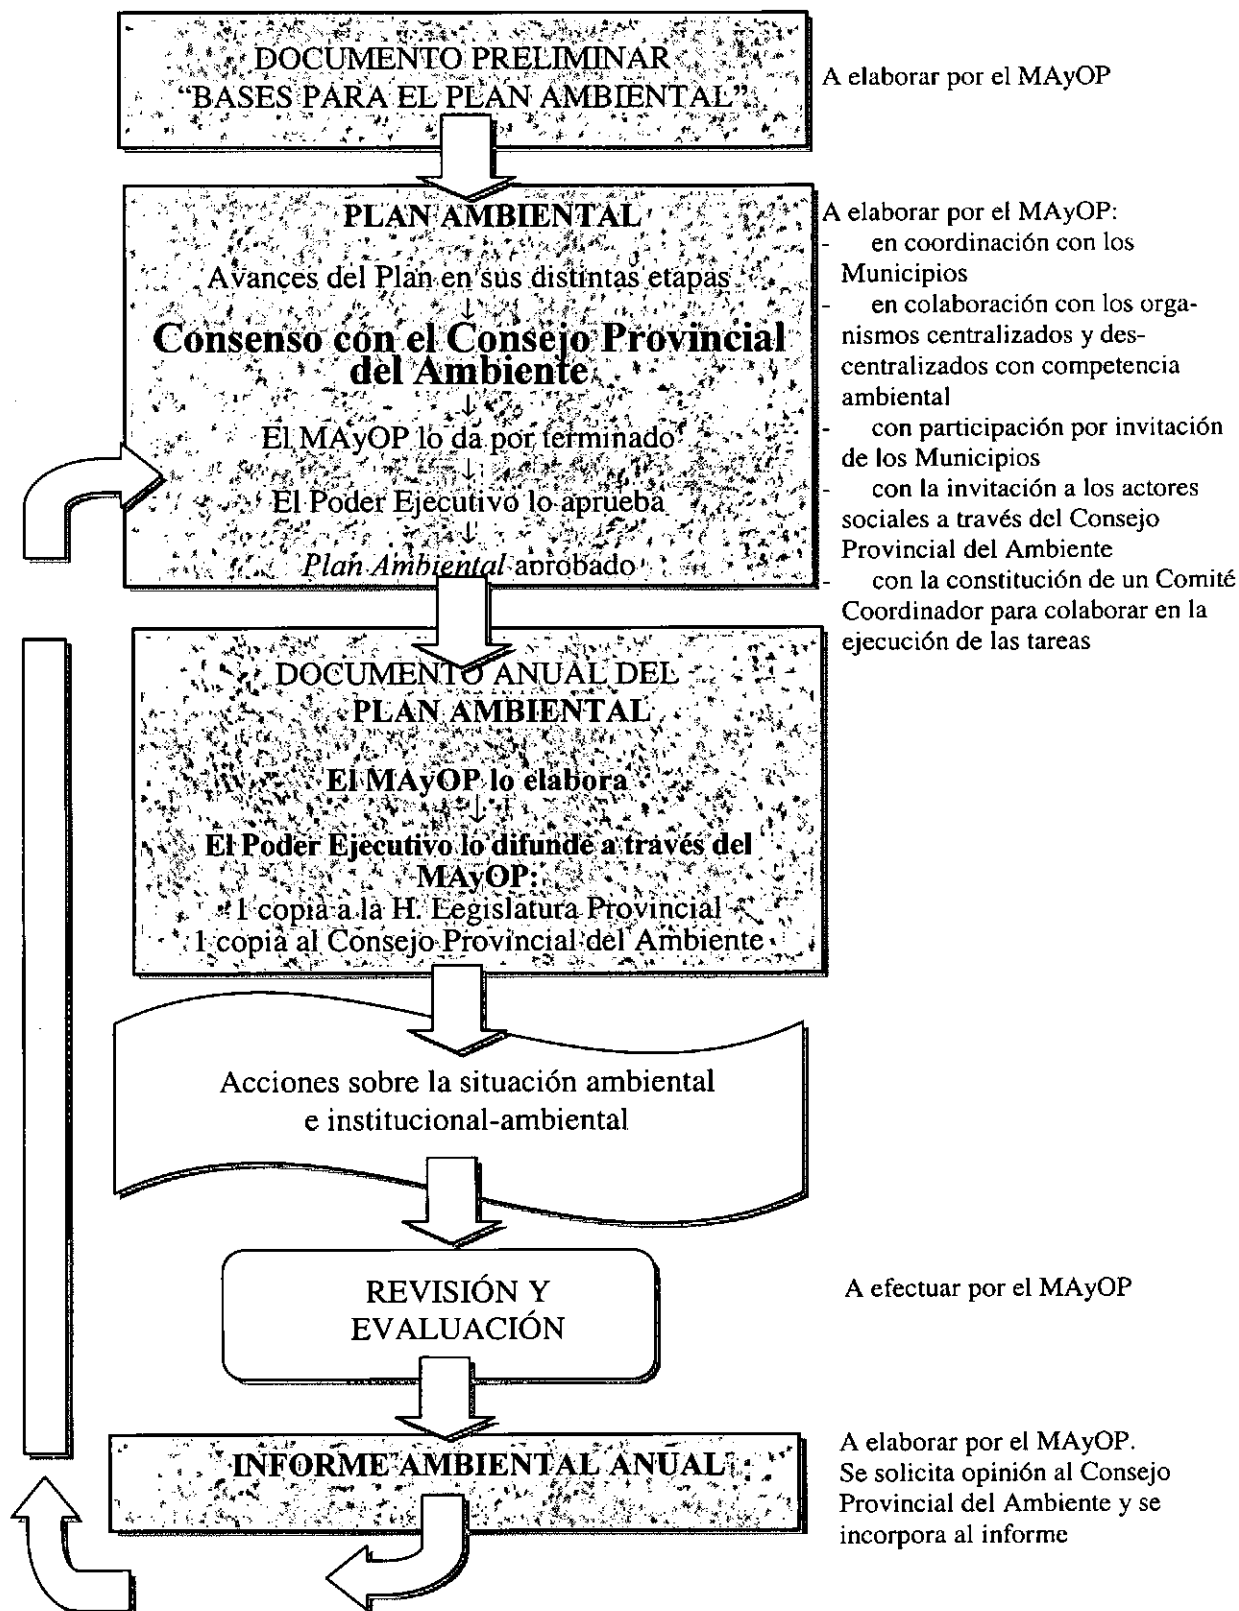 DOCUMENTO PRELIMINAR
“BASES PARA EL PLAN AMBIENTAL”
A elaborar por el MAyOP
PLAN AMBIENTAL
Avances del Plan en sus distintas etapas
↓
Consenso con el Consejo Provincial
del Ambiente
↓
El MAyOP lo da por terminado
↓
El Poder Ejecutivo lo aprueba
↓
Plan Ambiental aprobado
A elaborar por el MAyOP:
- en coordinación con los
Municipios
- en colaboración con los orga-
nismos centralizados y des-
centralizados con competencia
ambiental
- con participación por invitación
de los Municipios
- con la invitación a los actores
sociales a través del Consejo
Provincial del Ambiente
- con la constitución de un Comité
Coordinador para colaborar en la
ejecución de las tareas
DOCUMENTO ANUAL DEL
PLAN AMBIENTAL
El MAyOP lo elabora
↓
El Poder Ejecutivo lo difunde a través del
MAyOP:
1 copia a la H. Legislatura Provincial
1 copia al Consejo Provincial del Ambiente
Acciones sobre la situación ambiental
e institucional-ambiental
REVISIÓN Y
EVALUACIÓN
A efectuar por el MAyOP
INFORME AMBIENTAL ANUAL
A elaborar por el MAyOP.
Se solicita opinión al Consejo
Provincial del Ambiente y se
incorpora al informe